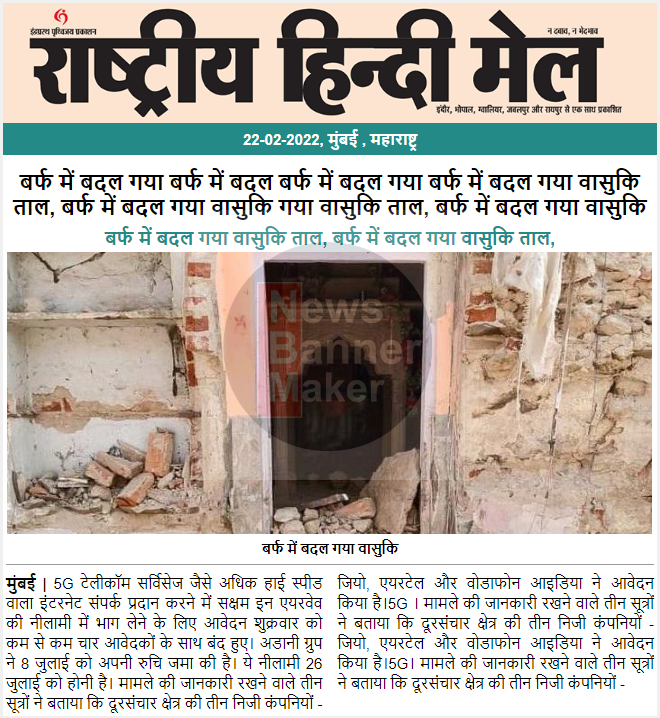 इंडप्रस्थ पृथ्विजय प्रकाशन
न दबाव, न भेदभाव
राष्ट्रीय हिन्दी मेल
इंदौर, भोपाल, ग्वालियर, जबलपुर और रायपुर से एक साथ प्रकाशित
22-02-2022, मुंबई , महाराष्ट्र
बर्फ में बदल गया बर्फ में बदल बर्फ में बदल गया बर्फ में बदल गया वासुकि
ताल, बर्फ में बदल गया वासुकि गया वासुकि ताल, बर्फ में बदल गया वासुकि
बर्फ में बदल गया वासुकि ताल, बर्फ में बदल गया वासुकि ताल,
News
Banner
Maker
बर्फ में बदल गया वासुकि
मुंबई | 5G टेलीकॉम सर्विसेज जैसे अधिक हाई स्पीड
वाला इंटरनेट संपर्क प्रदान करने में सक्षम इन एयरवेव
की नीलामी में भाग लेने के लिए आवेदन शुक्रवार को
कम से कम चार आवेदकों के साथ बंद हुए। अडानी ग्रुप
ने 8 जुलाई को अपनी रुचि जमा की है। ये नीलामी 26
जुलाई को होनी है। मामले की जानकारी रखने वाले तीन
सूत्रों ने बताया कि दूरसंचार क्षेत्र की तीन निजी कंपनियों -
जियो, एयरटेल और वोडाफोन आइडिया ने आवेदन
किया है।5G । मामले की जानकारी रखने वाले तीन सूत्रों
ने बताया कि दूरसंचार क्षेत्र की तीन निजी कंपनियों -
जियो, एयरटेल और वोडाफोन आइडिया ने आवेदन
किया है।5G। मामले की जानकारी रखने वाले तीन सूत्रों
ने बताया कि दूरसंचार क्षेत्र की तीन निजी कंपनियों -